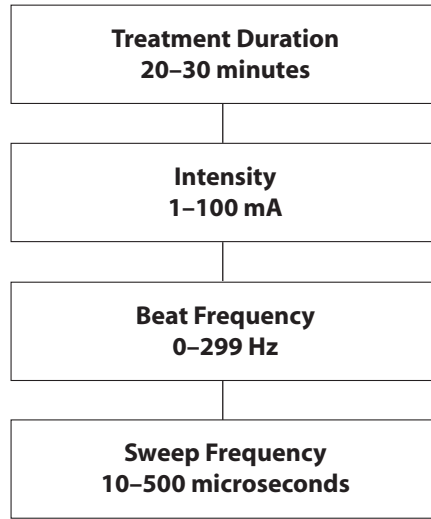 Treatment Duration
20–30 minutes
Intensity
1–100 mA
Beat Frequency
0–299 Hz
Sweep Frequency
10–500 microseconds